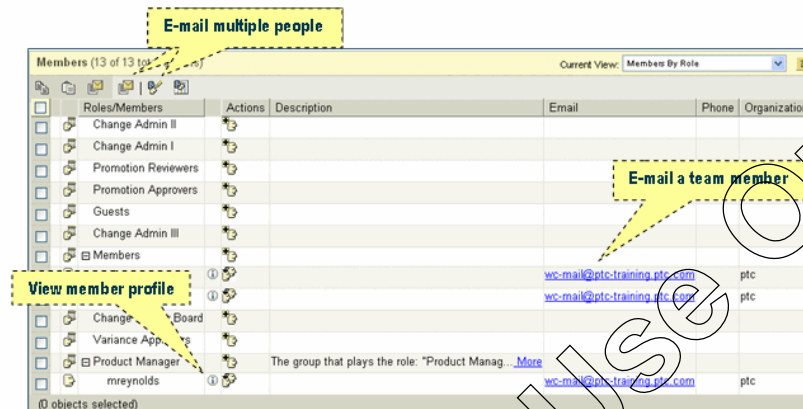 E-mail multiple people
Members (13 of 13
Current View: Members By Role
Roles/Members Actions Description Email Phone Organization
Change Admin II
Change Admin I
Promotion Reviewers
Promotion Approvers
E-mail a team member
Guests
Change Admin III
Members
wc-mail@ptc-training.ptc.com ptc
View member profile
wc-mail@ptc-training.ptc.com ptc
Change Board
Variance
Product Manager The group that plays the role: "Product Manag... More
mreynolds wc-mail@ptc-training.ptc.com ptc
(0 objects selected)
USE O